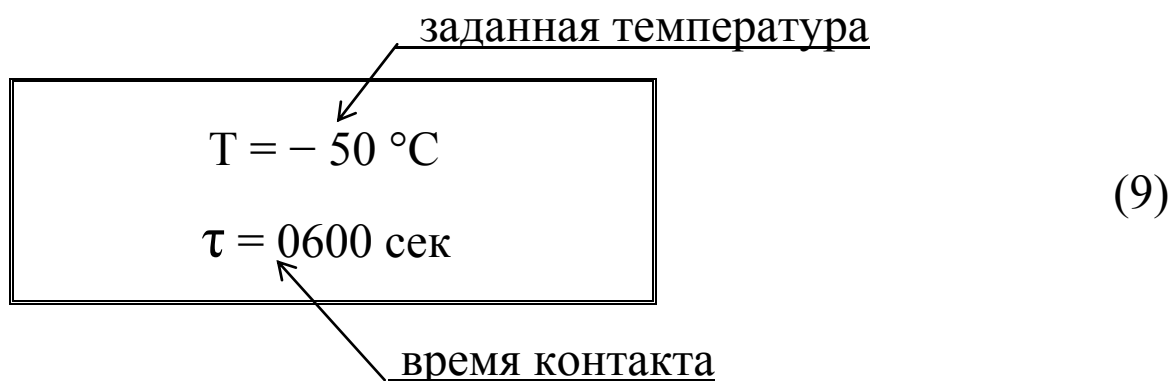 заданная температура
Т = − 50 °С
(9)
τ = 0600 сек
время контакта